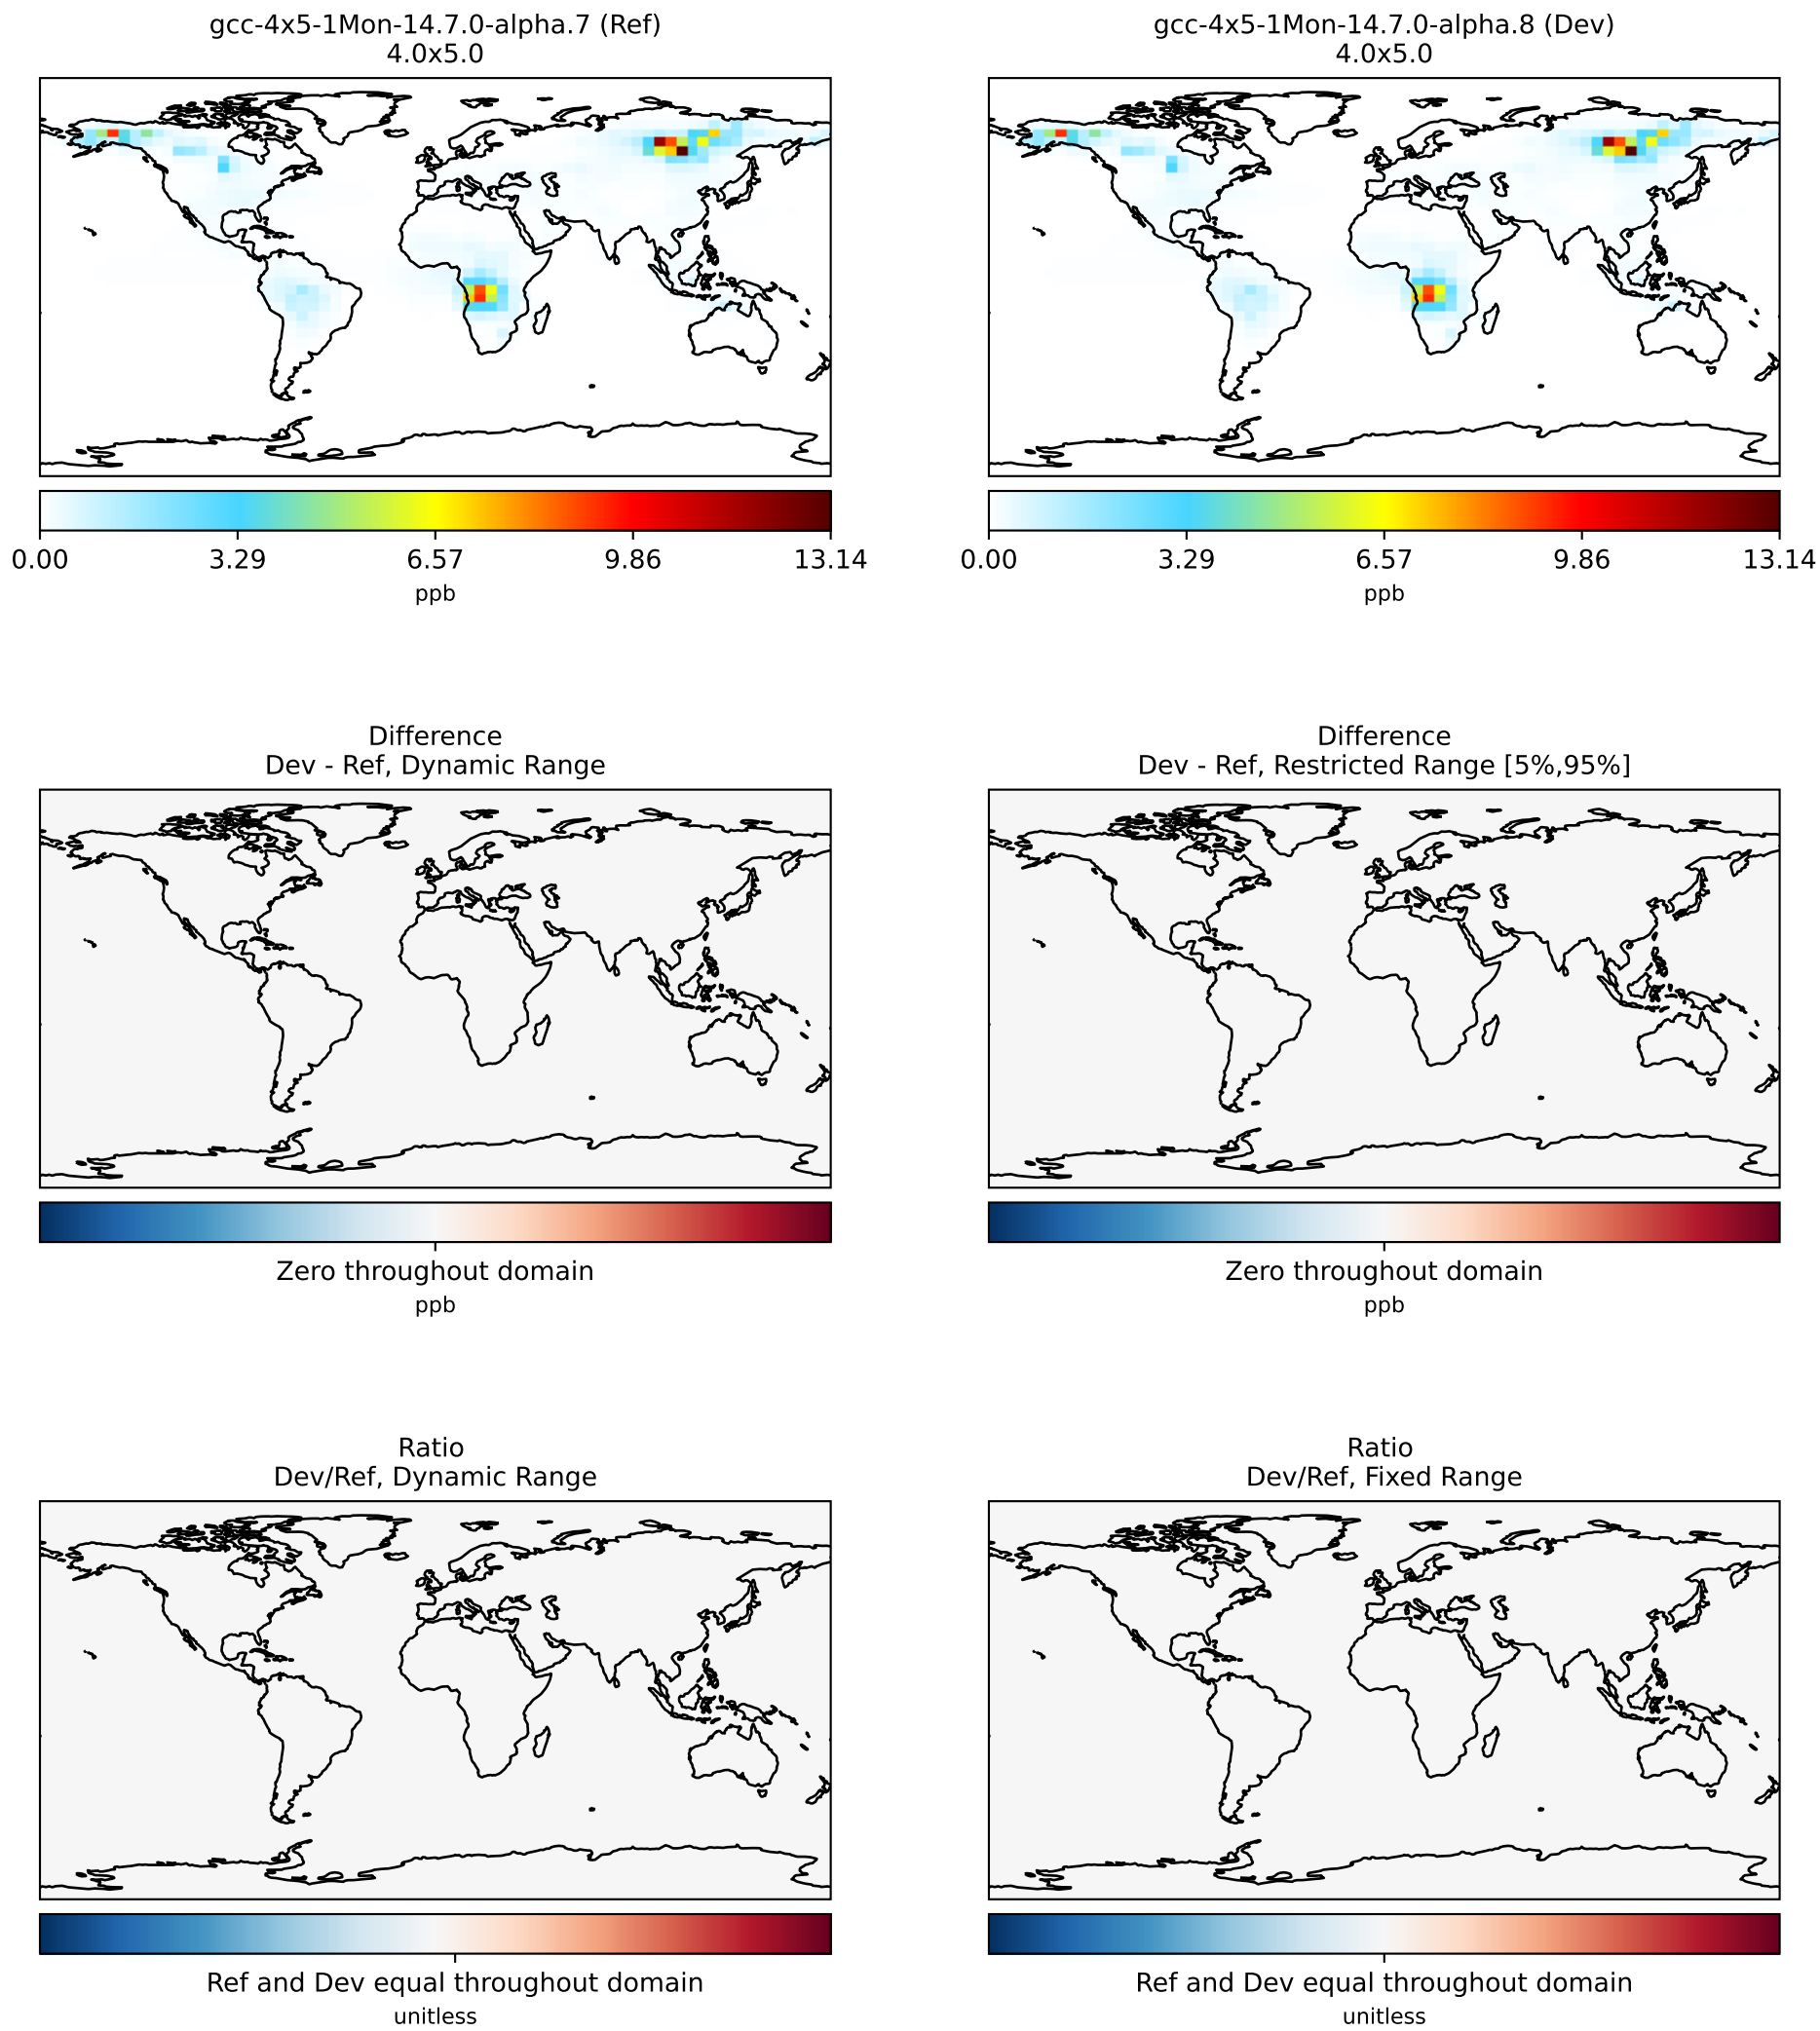 gcc-4x5-1Mon-14.7.0-alpha.7 (Ref)
4.0x5.0
gcc-4x5-1Mon-14.7.0-alpha.8 (Dev)
4.0x5.0
0.00 3.29 6.57 9.86 13.14
ppb
0.00 3.29 6.57 9.86 13.14
ppb
Difference
Dev - Ref, Dynamic Range
Difference
Dev - Ref, Restricted Range [5%,95%]
Zero throughout domain
ppb
Zero throughout domain
ppb
Ratio
Dev/Ref, Dynamic Range
Ratio
Dev/Ref, Fixed Range
Ref and Dev equal throughout domain
unitless
Ref and Dev equal throughout domain
unitless